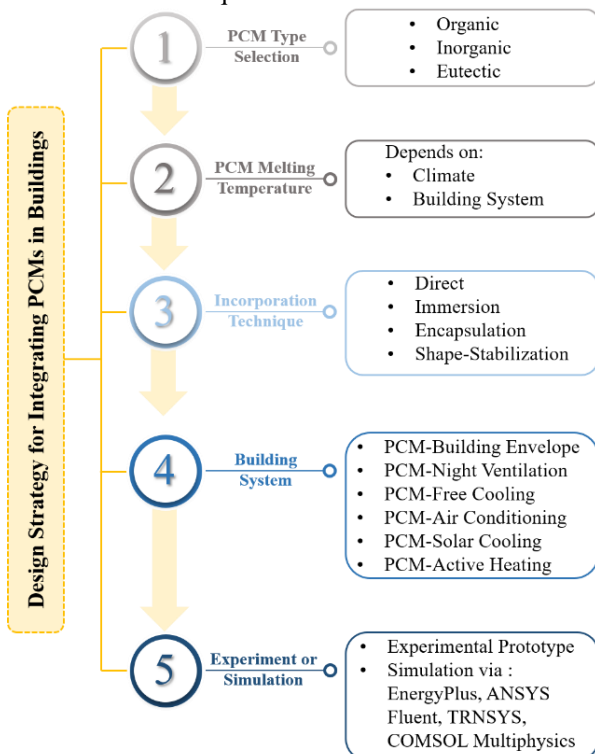 Design Strategy for Integrating PCMs in Buildings
1
PCM Type
Selection
• Organic
• Inorganic
• Eutectic
2
PCM Melting
Temperature
Depends on:
• Climate
• Building System
3
Incorporation
Technique
• Direct
• Immersion
• Encapsulation
• Shape-Stabilization
4
Building
System
• PCM-Building Envelope
• PCM-Night Ventilation
• PCM-Free Cooling
• PCM-Air Conditioning
• PCM-Solar Cooling
• PCM-Active Heating
5
Experiment or
Simulation
• Experimental Prototype
• Simulation via :
EnergyPlus, ANSYS
Fluent, TRNSYS,
COMSOL Multiphysics